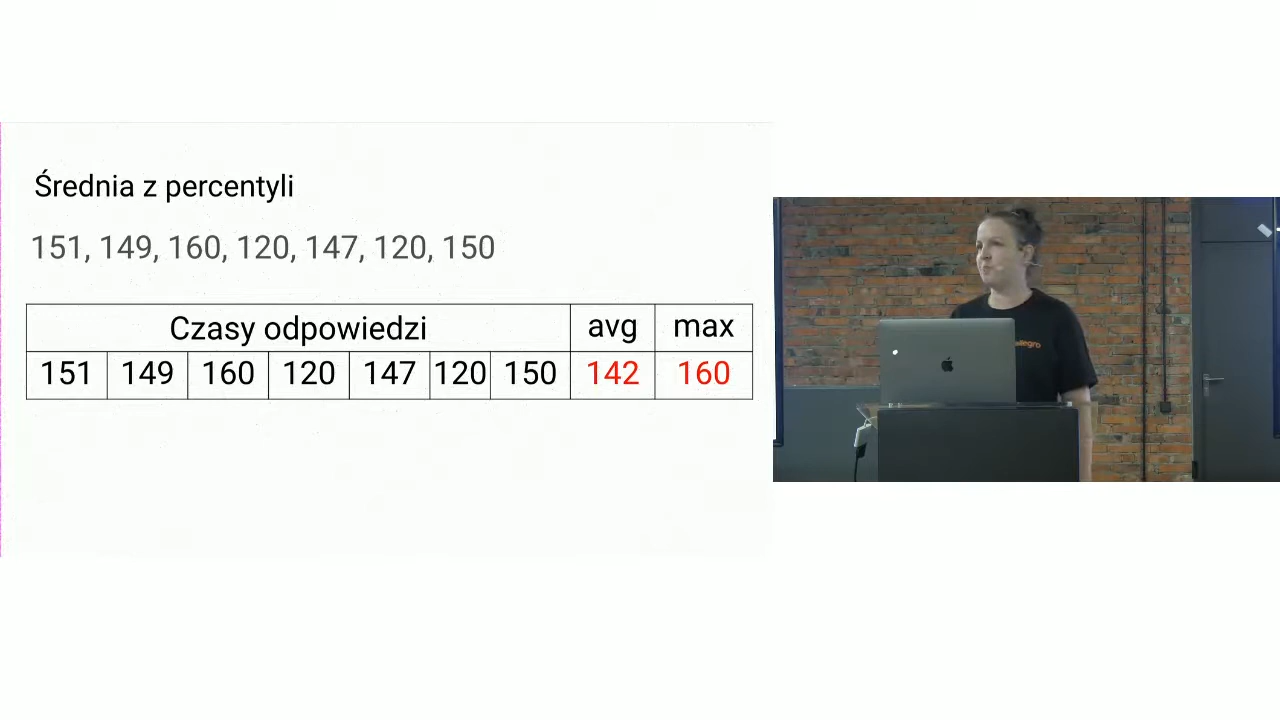 Średnia z percentyli
151, 149, 160, 120, 147, 120, 150
Czasy odpowiedzi avg max
151 149 160 120 147 120 150 142 160
allegro